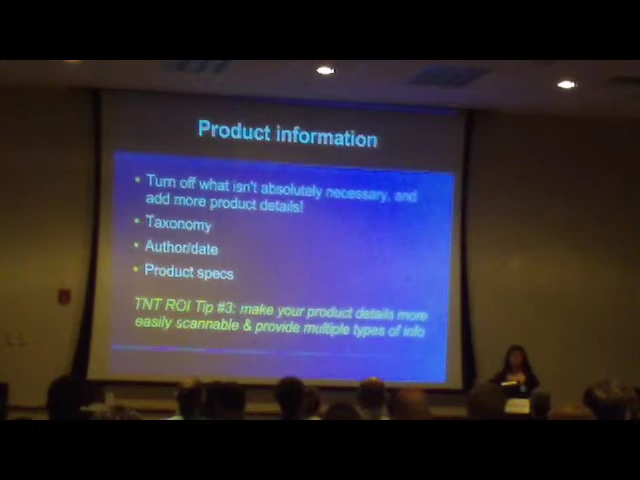 Product information
• Turn off what isn't absolutely necessary, and
add more product details!
• Taxonomy
• Author/date
• Product specs
TNT ROI Tip #3: make your product details more
easily scannable & provide multiple types of info